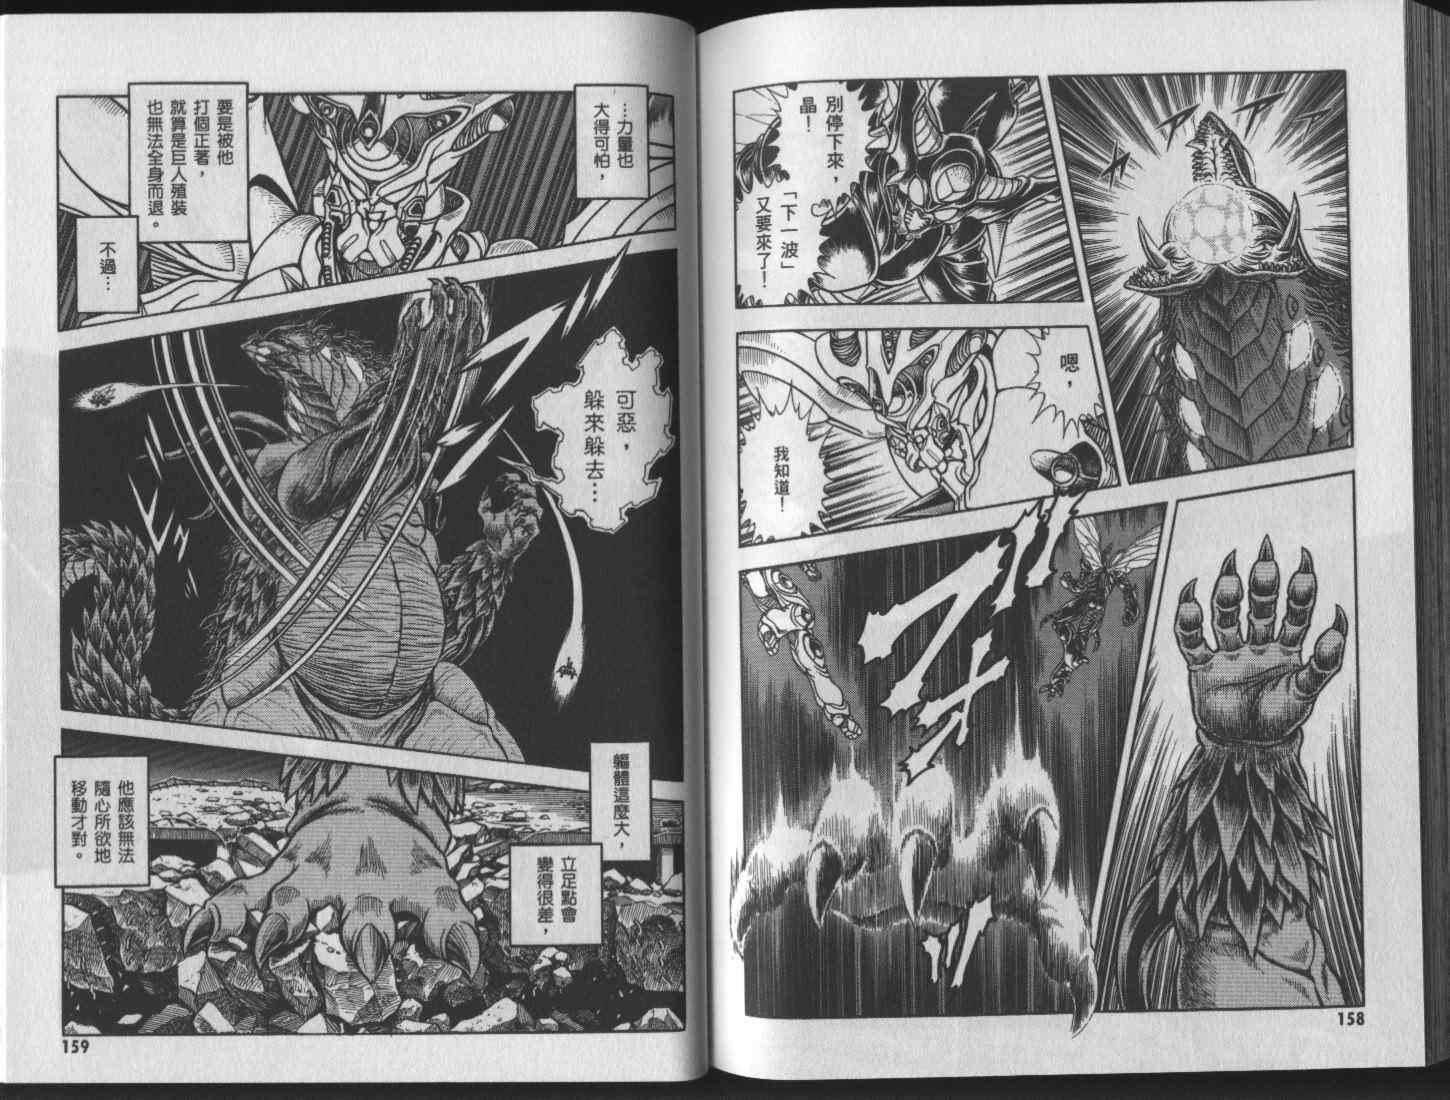 別停下來，
晶！
「下一波」
又要來了！
嗯，
我知道！
158
…力量也
大得可怕，
要是被他
打個正著，
就算是巨人殖裝
也無法全身而退。
不過…
可惡，
躲來躲去…
軀體這麼大，
立足點會
變得很差，
他應該無法
隨心所欲地
移動才對。
159